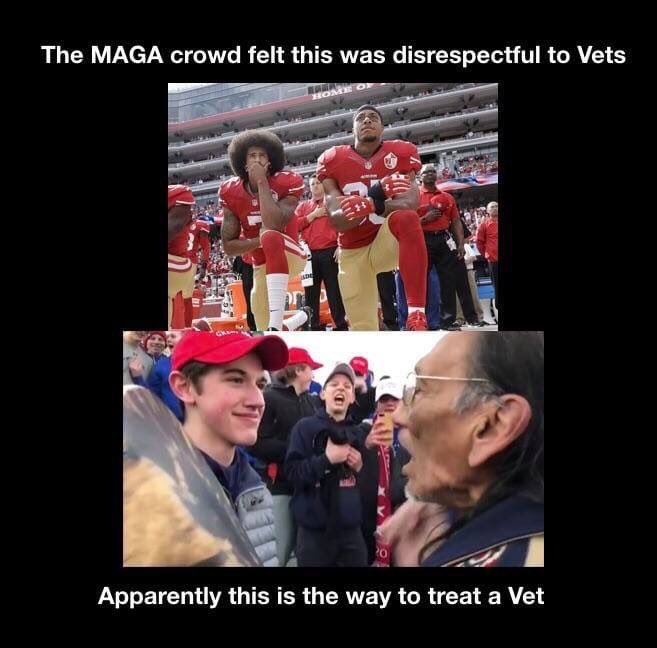 The MAGA crowd felt this was disrespectful to Vets
HOME OF
Apparently this is the way to treat a Vet